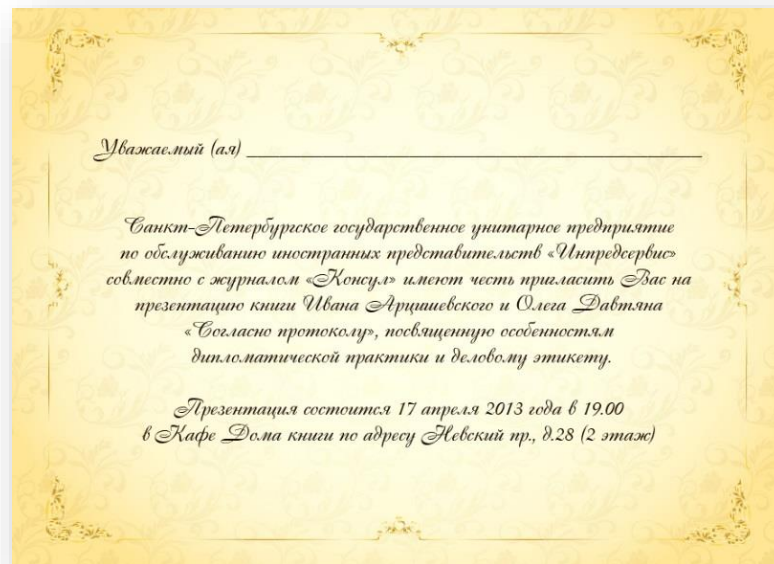 Уважаемый (ая) ________________________________
Санкт-Петербургское государственное унитарное предприятие
по обслуживанию иностранных представительств «Инпредсервис»
совместно с журналом «Консул» имеют честь пригласить Вас на
презентацию книги Ивана Арцишевского и Олега Давтяна
«Согласно протоколу», посвященную особенностям
дипломатической практики и деловому этикету.
Презентация состоится 17 апреля 2013 года в 19.00
в Кафе Дома книги по адресу Невский пр., д.28 (2 этаж)